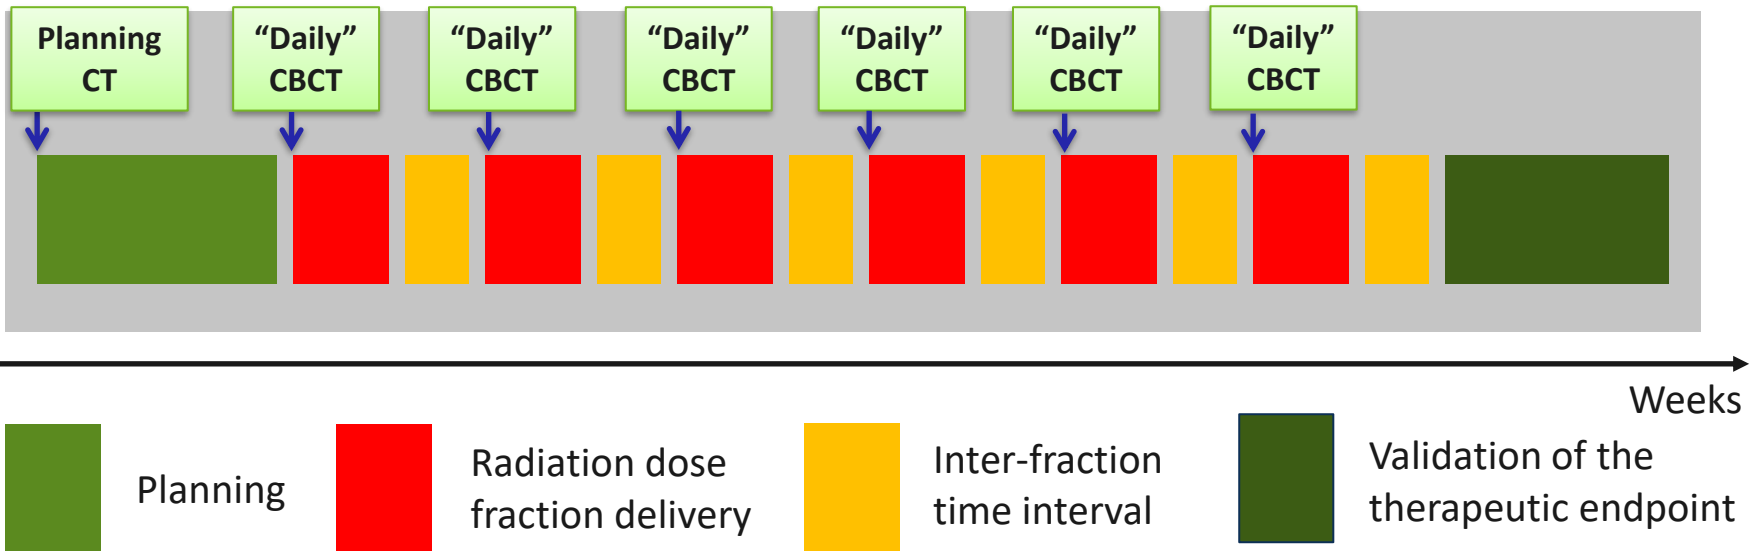 Planning
CT
“Daily”
CBCT
“Daily”
CBCT
“Daily”
CBCT
“Daily”
CBCT
“Daily”
CBCT
“Daily”
CBCT
Weeks
Planning
Radiation dose
fraction delivery
Inter-fraction
time interval
Validation of the
therapeutic endpoint